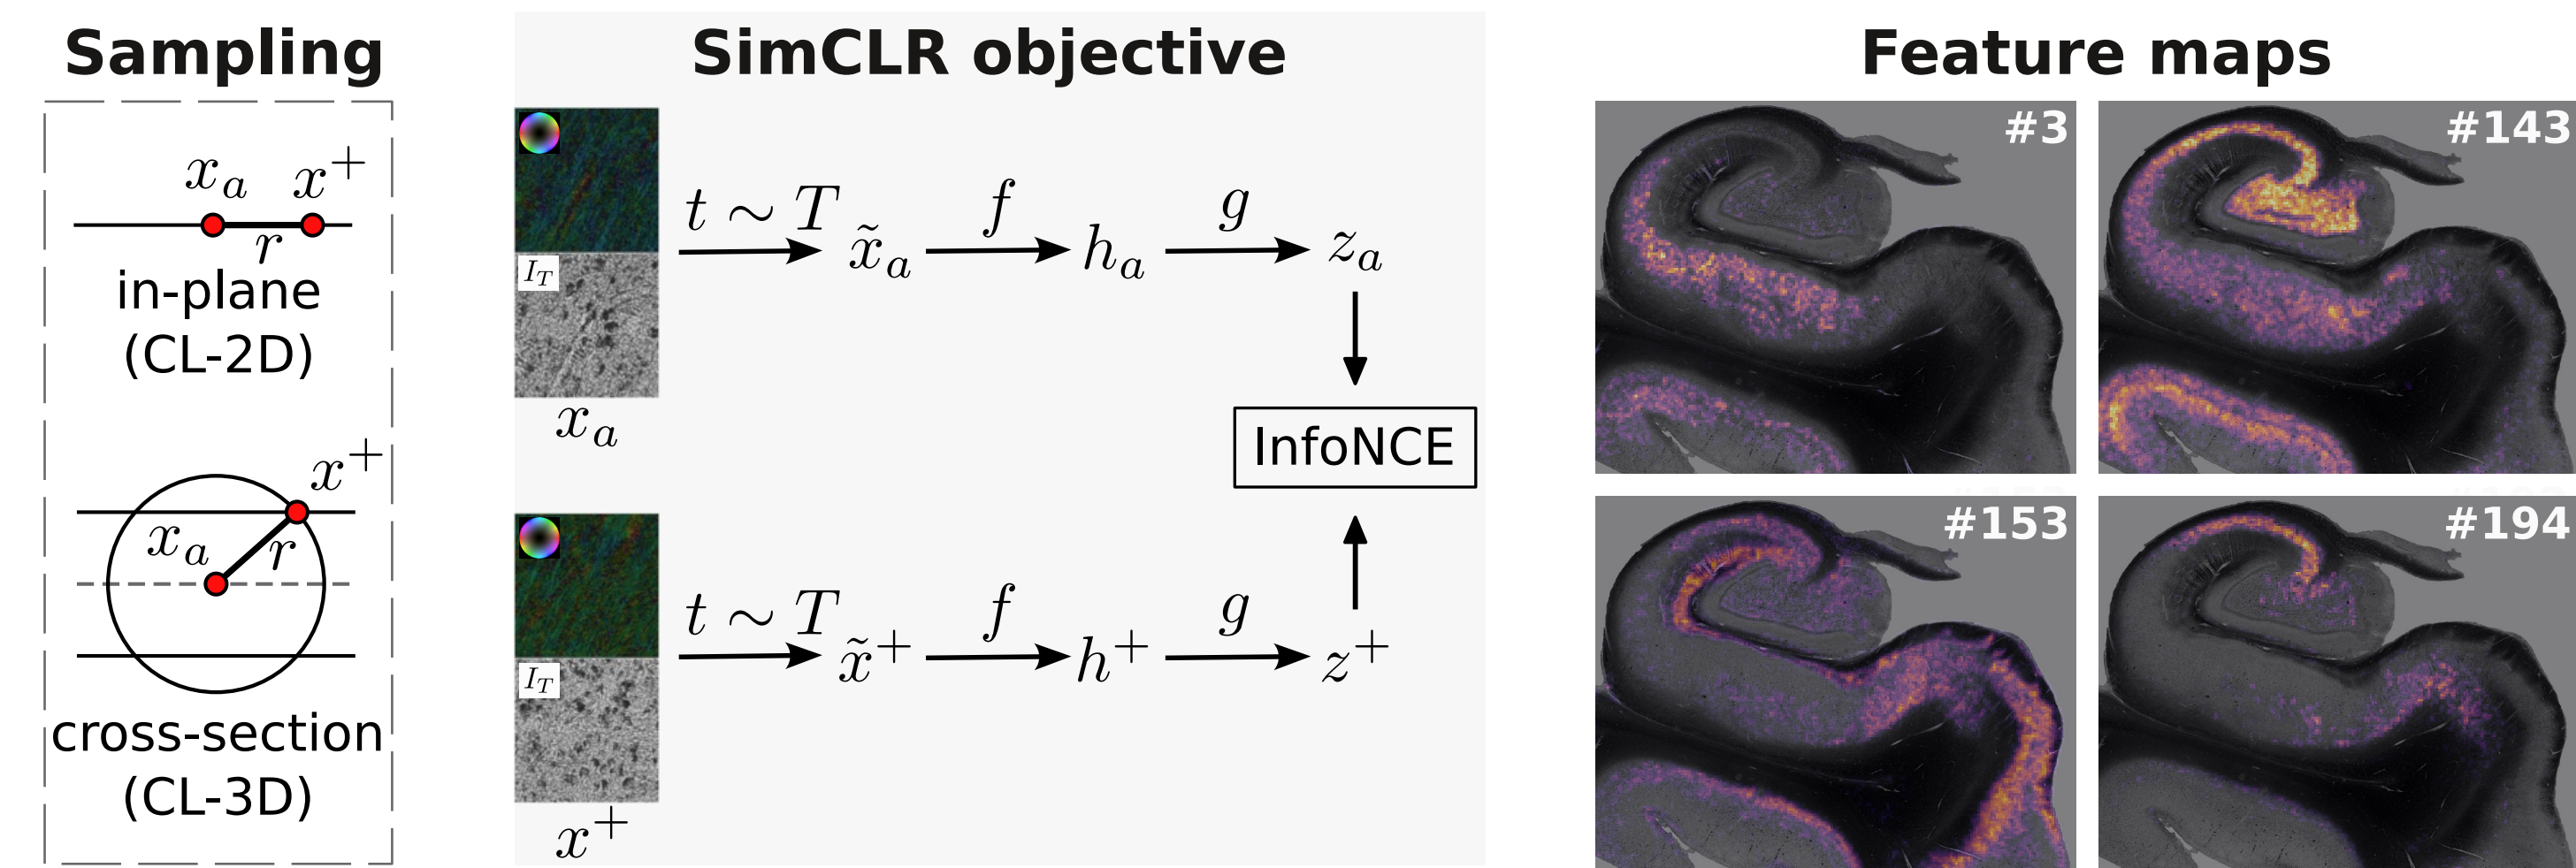 Sampling
x_a x^+
r
in-plane
(CL-2D)
x^+
x_a
r
cross-section
(CL-3D)
SimCLR objective
I_T
x_a
t ∼ T x̃_a f h_a g z_a
InfoNCE
I_T
x^+
t ∼ T x̃^+ f h^+ g z^+
Feature maps
#3
#143
#153
#194